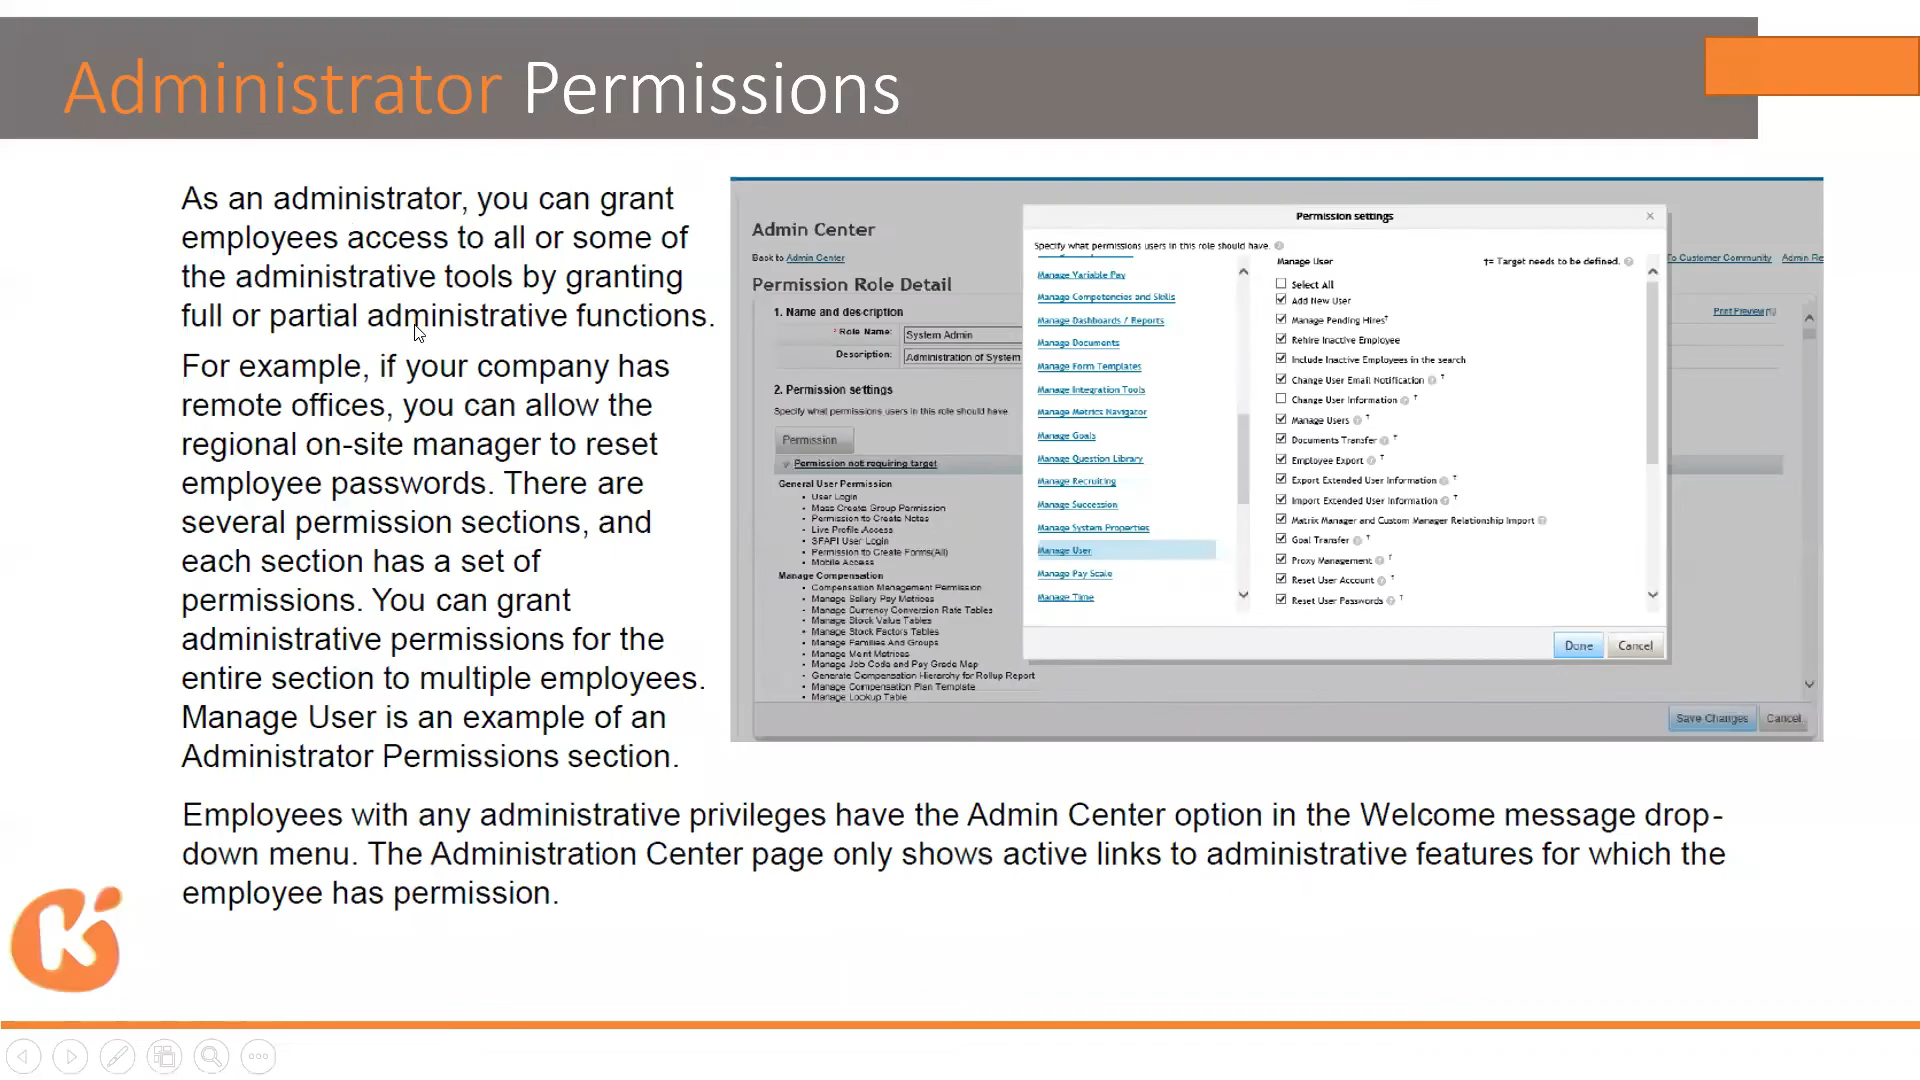 Administrator Permissions
As an administrator, you can grant
employees access to all or some of
the administrative tools by granting
full or partial administrative functions.
For example, if your company has
remote offices, you can allow the
regional on-site manager to reset
employee passwords. There are
several permission sections, and
each section has a set of
permissions. You can grant
administrative permissions for the
entire section to multiple employees.
Manage User is an example of an
Administrator Permissions section.
Admin Center
Back to Admin Center
Permission Role Detail
1. Name and description
* Role Name: System Admin
Description: Administration of System
2. Permission settings
Specify what permissions users in this role should have
Permission
Permission not requiring target
General User Permission
• User Login
• Mass Create Group Permission
• Permission to Create Notes
• Live Profile Access
• SFAPI User Login
• Permission to Create Forms(All)
• Mobile Access
Manage Compensation
• Compensation Management Permission
• Manage Salary Pay Matrices
• Manage Currency Conversion Rate Tables
• Manage Stock Value Tables
• Manage Stock Factors Tables
• Manage Families And Groups
• Manage Merit Matrices
• Manage Job Code and Pay Grade Map
• Generate Compensation Hierarchy for Rollup Report
• Manage Compensation Plan Template
• Manage Lookup Table
Permission settings
Specify what permissions users in this role should have.
Manage Variable Pay
Manage Competencies and Skills
Manage Dashboards / Reports
Manage Documents
Manage Form Templates
Manage Integration Tools
Manage Metrics Navigator
Manage Goals
Manage Question Library
Manage Recruiting
Manage Succession
Manage System Properties
Manage User
Manage Pay Scale
Manage Time
Manage User †= Target needs to be defined.
Select All
Add New User
Manage Pending Hires†
Rehire Inactive Employee
Include Inactive Employees in the search
Change User Email Notification †
Change User Information †
Manage Users †
Documents Transfer †
Employee Export †
Export Extended User Information †
Import Extended User Information †
Matrix Manager and Custom Manager Relationship Import
Goal Transfer †
Proxy Management †
Reset User Account †
Reset User Passwords †
Done Cancel
To Customer Community Admin Re
Print Preview
Save Changes Cancel
Employees with any administrative privileges have the Admin Center option in the Welcome message drop-
down menu. The Administration Center page only shows active links to administrative features for which the
employee has permission.
K